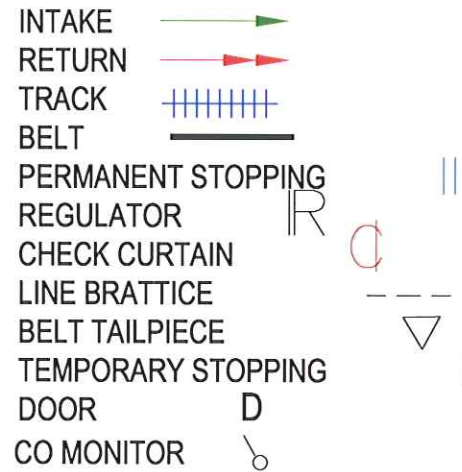 INTAKE
RETURN
TRACK
BELT
PERMANENT STOPPING
REGULATOR R
CHECK CURTAIN C
LINE BRATTICE
BELT TAILPIECE
TEMPORARY STOPPING
DOOR D
CO MONITOR